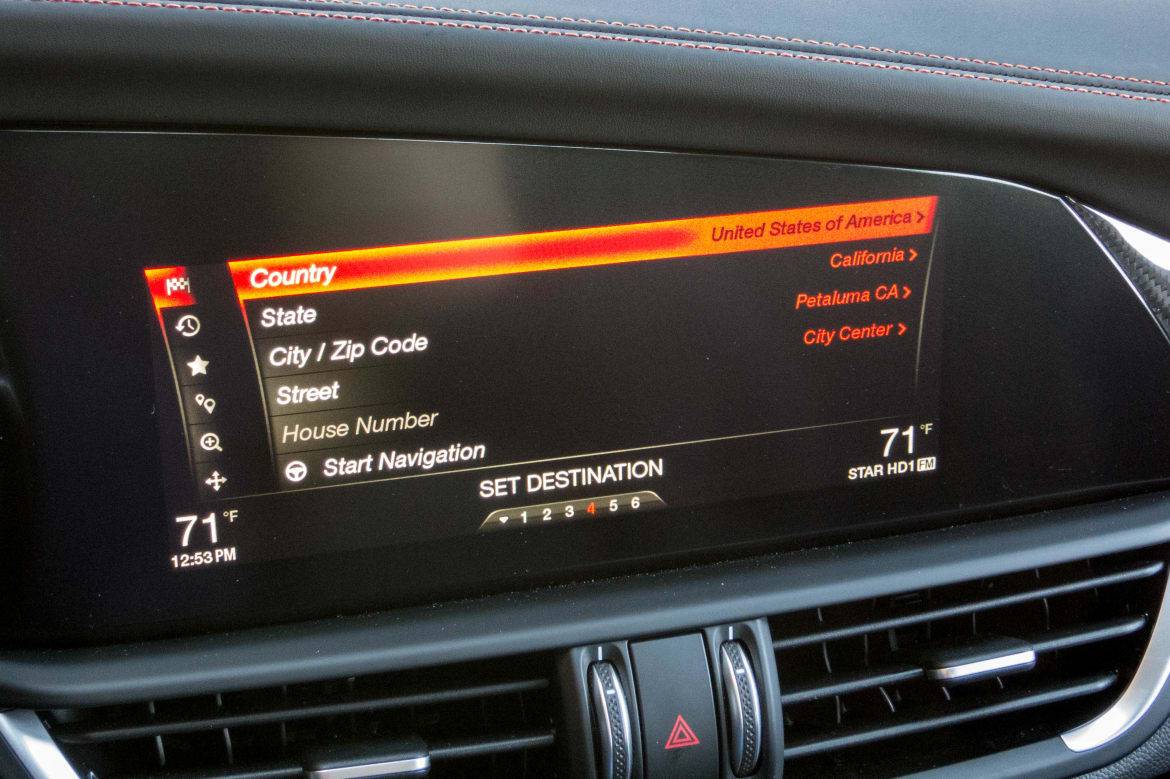 Country United States of America >
State California >
City / Zip Code Petaluma CA >
Street City Center >
House Number
Start Navigation
SET DESTINATION
1 2 3 4 5 6
71 °F
12:53 PM
71 °F
STAR HD1 FM